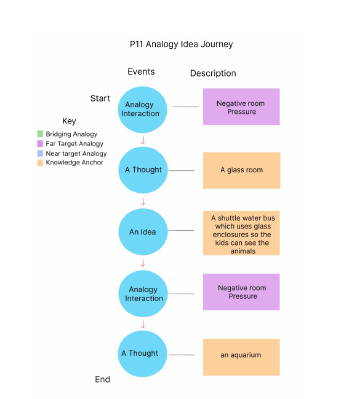 P11 Analogy Idea Journey
Events
Description
Start
Analogy
Interaction
Negative room
Pressure
Key
Bridging Analogy
Far Target Analogy
Near target Analogy
Knowledge Anchor
A Thought
A glass room
An Idea
A shuttle water bus
which uses glass
enclosures so the
kids can see the
animals
Analogy
Interaction
Negative room
Pressure
A Thought
an aquarium
End